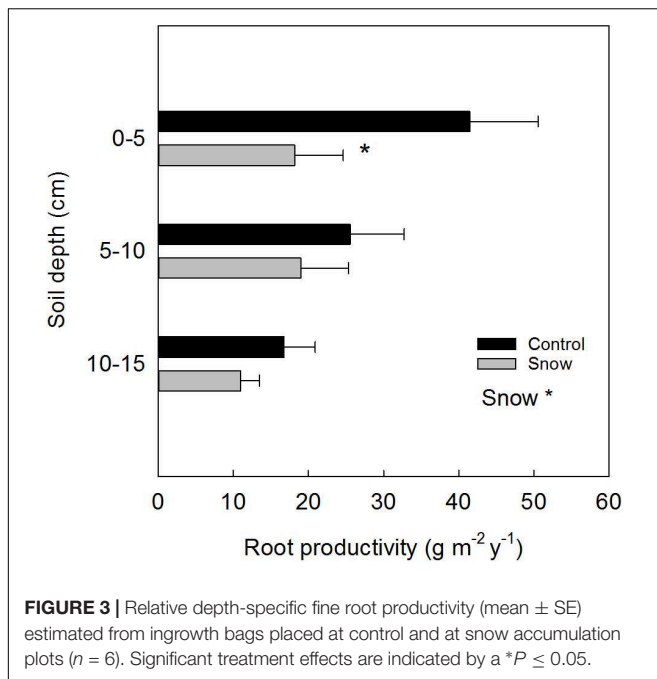 Soil depth (cm)
0-5
*
5-10
10-15
Control
Snow
Snow *
0 10 20 30 40 50 60
Root productivity (g m⁻² y⁻¹)
FIGURE 3 | Relative depth-specific fine root productivity (mean ± SE)
estimated from ingrowth bags placed at control and at snow accumulation
plots (n = 6). Significant treatment effects are indicated by a *P ≤ 0.05.